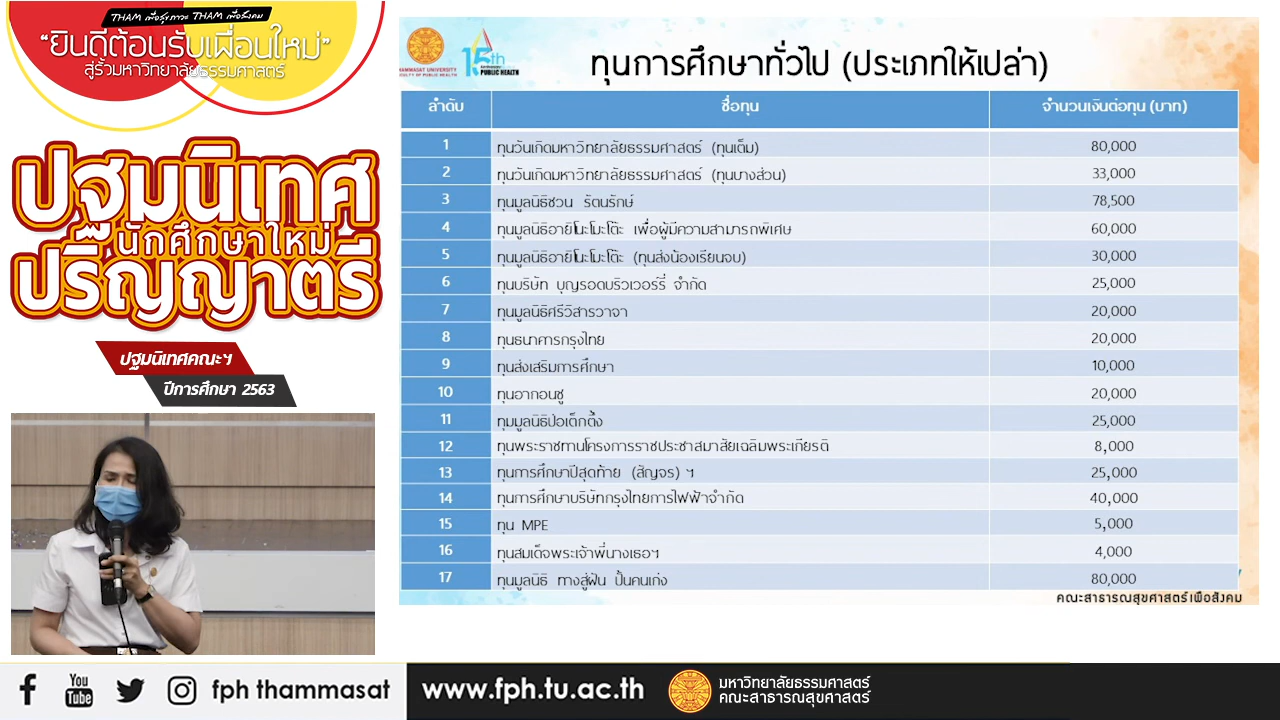 THAM เพื่อสุขภาวะ THAM เพื่อสังคม
“ยินดีต้อนรับเพื่อนใหม่”
สู่รั้วมหาวิทยาลัยธรรมศาสตร์
ปฐมนิเทศ
นักศึกษาใหม่
ปริญญาตรี
ปฐมนิเทศคณะฯ
ปีการศึกษา 2563
THAMMASAT UNIVERSITY
FACULTY OF PUBLIC HEALTH
15th
PUBLIC HEALTH
ทุนการศึกษาทั่วไป (ประเภทให้เปล่า)
ลำดับ ชื่อทุน จำนวนเงินต่อทุน (บาท)
1 ทุนวันเกิดมหาวิทยาลัยธรรมศาสตร์ (ทุนเต็ม) 80,000
2 ทุนวันเกิดมหาวิทยาลัยธรรมศาสตร์ (ทุนบางส่วน) 33,000
3 ทุนมูลนิธิชวน รัตนรักษ์ 78,500
4 ทุนมูลนิธิอายิโนะโมะโต๊ะ เพื่อผู้มีความสามารถพิเศษ 60,000
5 ทุนมูลนิธิอายิโนะโมะโต๊ะ (ทุนส่งน้องเรียนจบ) 30,000
6 ทุนบริษัท บุญรอดบริวเวอร์รี่ จำกัด 25,000
7 ทุนมูลนิธิศรีวิสารวาจา 20,000
8 ทุนธนาคารกรุงไทย 20,000
9 ทุนส่งเสริมการศึกษา 10,000
10 ทุนอากอนชู 20,000
11 ทุมมูลนิธิป่อเต็กตึ้ง 25,000
12 ทุนพระราชทานโครงการราชประชาสมาสัยเฉลิมพระเกียรติ 8,000
13 ทุนการศึกษาปีสุดท้าย (สัญจร) ฯ 25,000
14 ทุนการศึกษาบริษัทกรุงไทยการไฟฟ้าจำกัด 40,000
15 ทุน MPE 5,000
16 ทุนสมเด็จพระเจ้าพี่นางเธอฯ 4,000
17 ทุนมูลนิธิ ทางสู่ฝัน ปั้นคนเก่ง 80,000
คณะสาธารณสุขศาสตร์เพื่อสังคม
You Tube
fph thammasat
www.fph.tu.ac.th
มหาวิทยาลัยธรรมศาสตร์
คณะสาธารณสุขศาสตร์